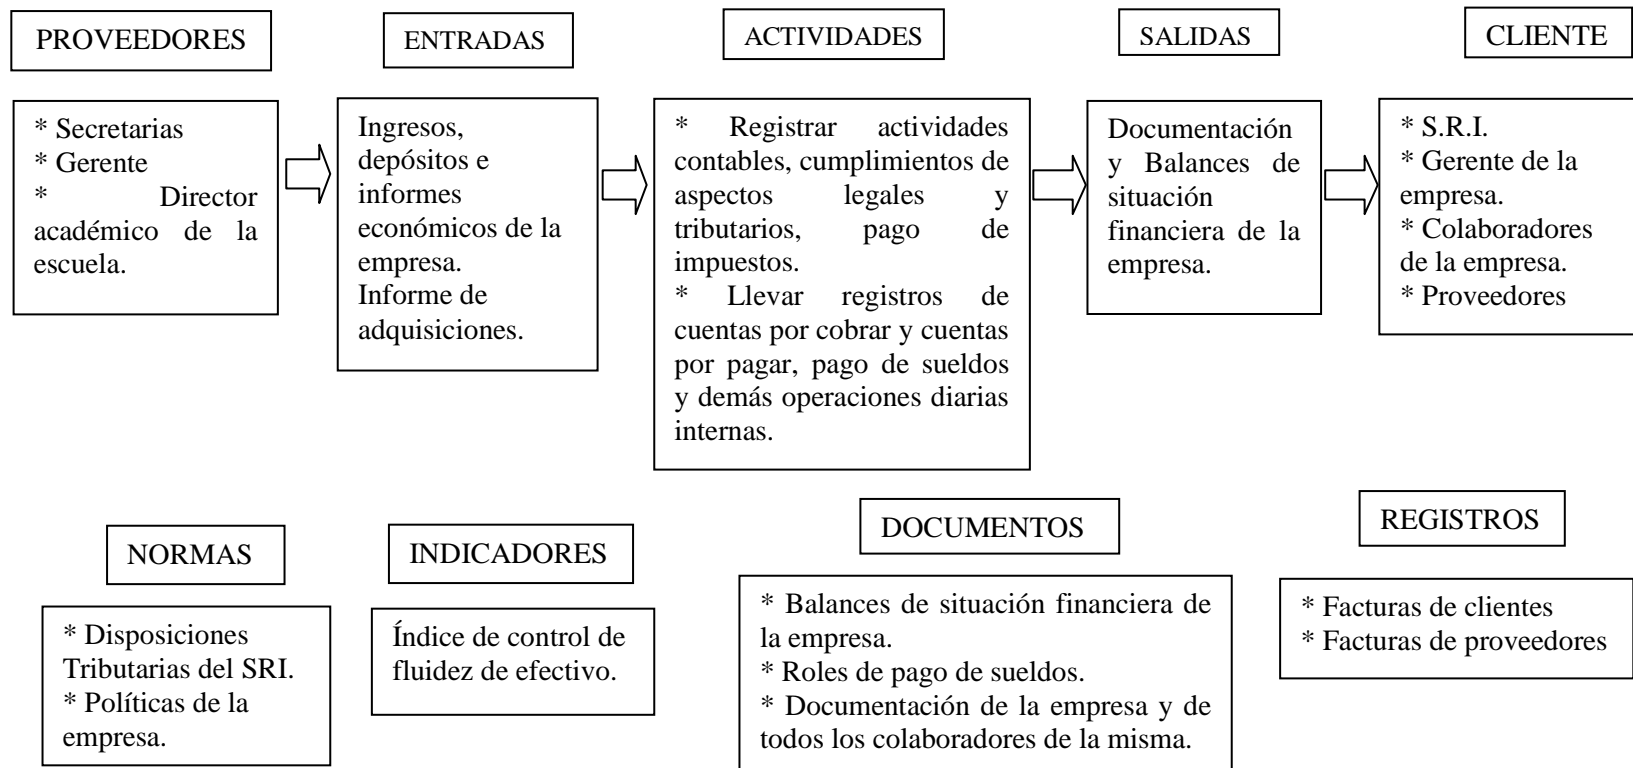 PROVEEDORES
ENTRADAS
ACTIVIDADES
SALIDAS
CLIENTE
* Secretarias
* Gerente
* Director
académico de la
escuela.
Ingresos,
depósitos e
informes
económicos de la
empresa.
Informe de
adquisiciones.
* Registrar actividades
contables, cumplimientos de
aspectos legales y
tributarios, pago de
impuestos.
* Llevar registros de
cuentas por cobrar y cuentas
por pagar, pago de sueldos
y demás operaciones diarias
internas.
Documentación
y Balances de
situación
financiera de la
empresa.
* S.R.I.
* Gerente de la
empresa.
* Colaboradores
de la empresa.
* Proveedores
NORMAS
INDICADORES
DOCUMENTOS
REGISTROS
* Disposiciones
Tributarias del SRI.
* Políticas de la
empresa.
Índice de control de
fluidez de efectivo.
* Balances de situación financiera de
la empresa.
* Roles de pago de sueldos.
* Documentación de la empresa y de
todos los colaboradores de la misma.
* Facturas de clientes
* Facturas de proveedores